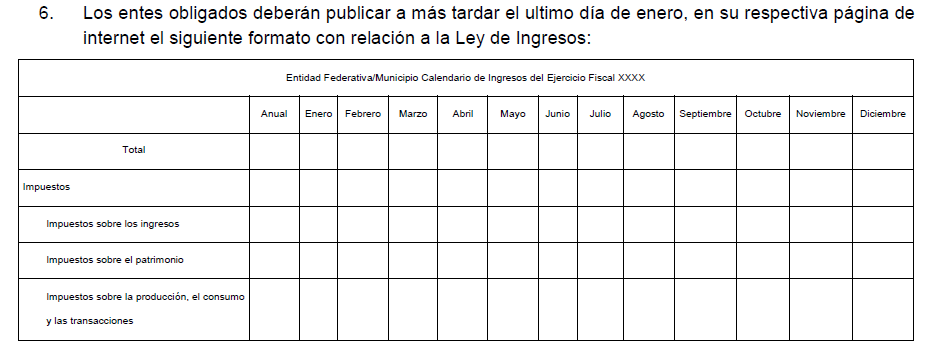 6. Los entes obligados deberán publicar a más tardar el ultimo día de enero, en su respectiva página de
internet el siguiente formato con relación a la Ley de Ingresos:
Entidad Federativa/Municipio Calendario de Ingresos del Ejercicio Fiscal XXXX
Anual Enero Febrero Marzo Abril Mayo Junio Julio Agosto Septiembre Octubre Noviembre Diciembre
Total
Impuestos
Impuestos sobre los ingresos
Impuestos sobre el patrimonio
Impuestos sobre la producción, el consumo
y las transacciones